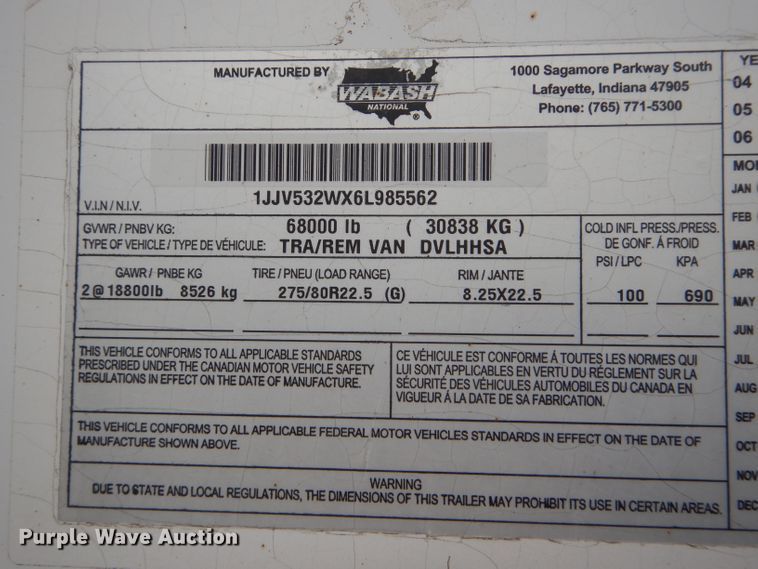 MANUFACTURED BY
WABASH
NATIONAL
®
1000 Sagamore Parkway South
Lafayette, Indiana 47905
Phone: (765) 771-5300
YE
04
05
06
V.I.N / N.I.V.
1JJV532WX6L985562
MO
JAN
FEB
MAR
APR
MAY
JUN
JUL
AUG
SEP
OCT
NOV
DEC
GVWR / PNBV KG: 68000 lb ( 30838 KG )
TYPE OF VEHICLE / TYPE DE VÉHICULE: TRA/REM VAN DVLHHSA
COLD INFL PRESS./PRESS.
DE GONF. Á FROID
PSI / LPC KPA
100 690
GAWR / PNBE KG TIRE / PNEU (LOAD RANGE) RIM / JANTE
2@18800lb 8526 kg 275/80R22.5 (G) 8.25X22.5
THIS VEHICLE CONFORMS TO ALL APPLICABLE STANDARDS
PRESCRIBED UNDER THE CANADIAN MOTOR VEHICLE SAFETY
REGULATIONS IN EFFECT ON THE DATE OF MANUFACTURE.
CE VÉHICULE EST CONFORME Á TOUTES LES NORMES QUI
LUI SONT APPLICABLES EN VERTU DU RÉGLEMENT SUR LA
SÉCURITÉ DES VÉHICULES AUTOMOBILES DU CANADA EN
VIGUEUR Á LA DATE DE SA FABRICATION.
THIS VEHICLE CONFORMS TO ALL APPLICABLE FEDERAL MOTOR VEHICLES STANDARDS IN EFFECT ON THE DATE OF
MANUFACTURE SHOWN ABOVE.
WARNING
DUE TO STATE AND LOCAL REGULATIONS, THE DIMENSIONS OF THIS TRAILER MAY PROHIBIT ITS USE IN CERTAIN AREAS.
Purple Wave Auction